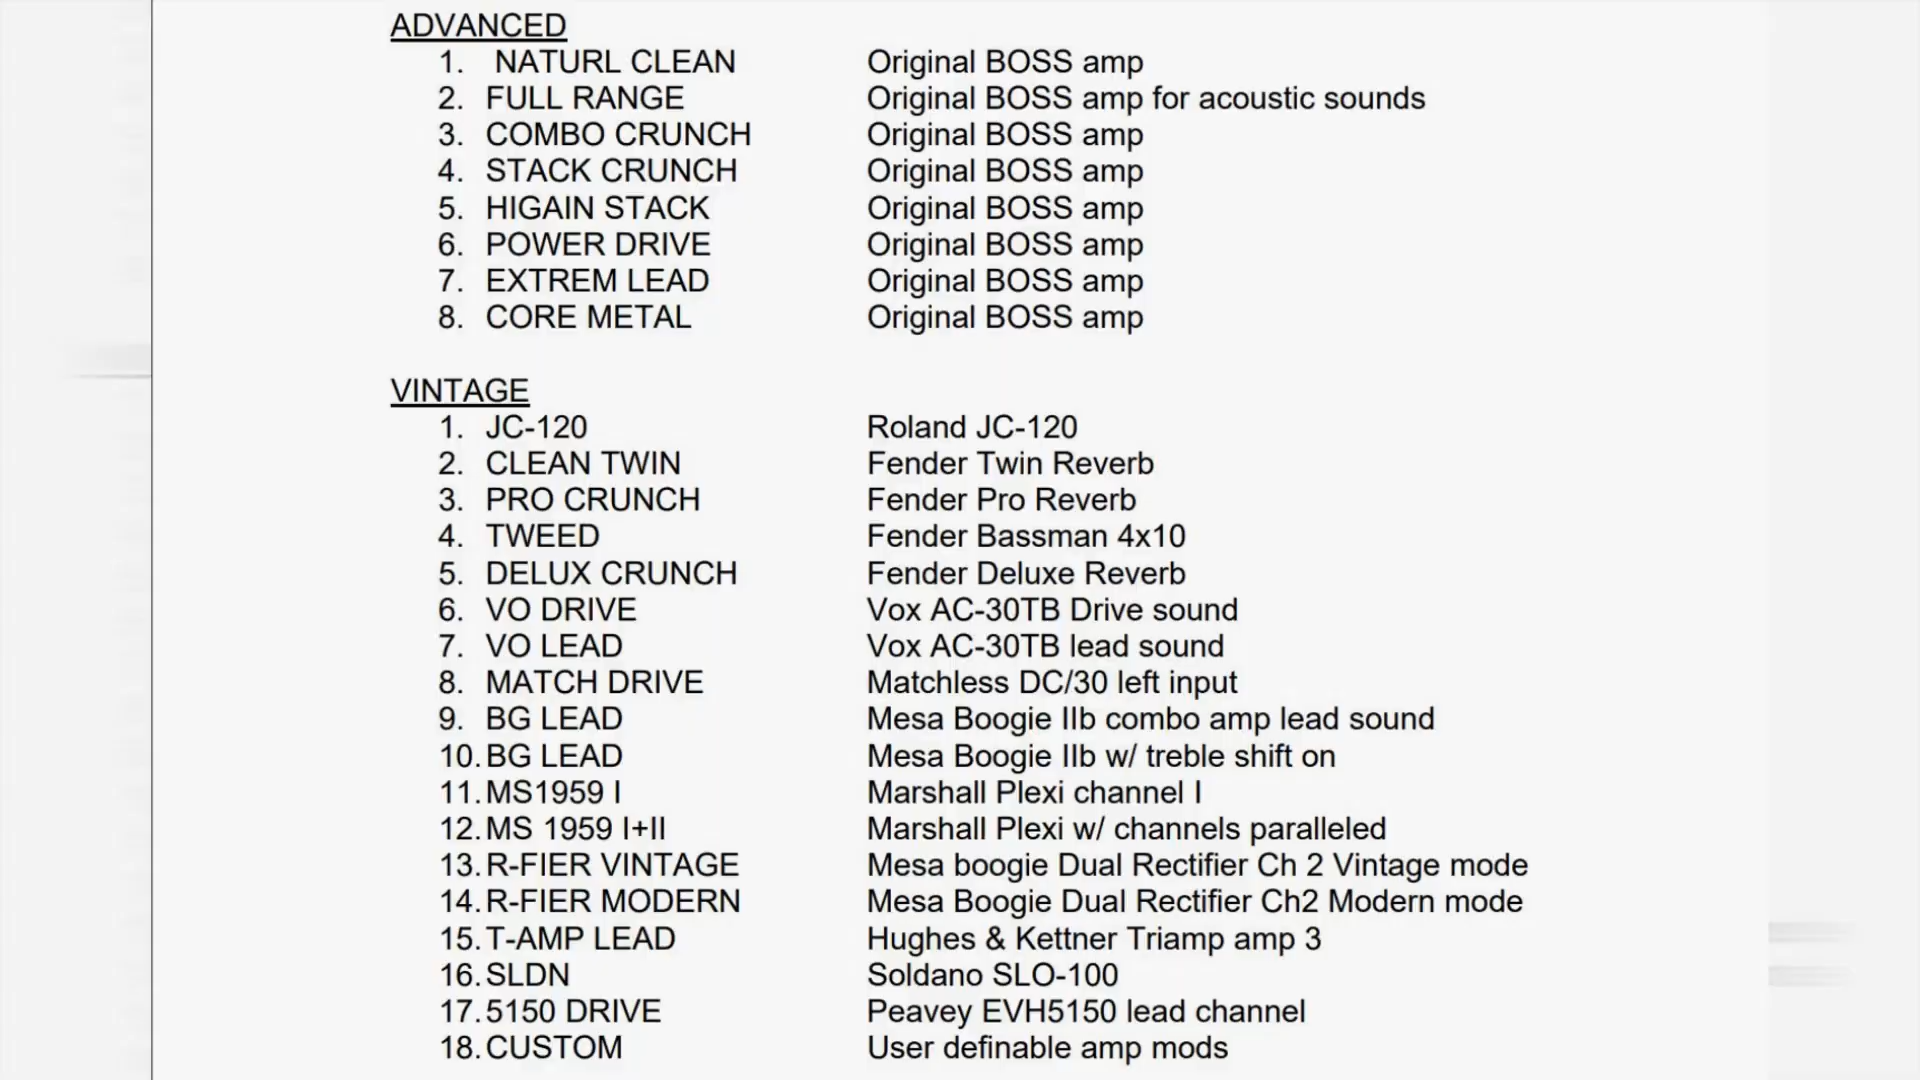 ADVANCED
1. NATURL CLEAN Original BOSS amp
2. FULL RANGE Original BOSS amp for acoustic sounds
3. COMBO CRUNCH Original BOSS amp
4. STACK CRUNCH Original BOSS amp
5. HIGAIN STACK Original BOSS amp
6. POWER DRIVE Original BOSS amp
7. EXTREM LEAD Original BOSS amp
8. CORE METAL Original BOSS amp
VINTAGE
1. JC-120 Roland JC-120
2. CLEAN TWIN Fender Twin Reverb
3. PRO CRUNCH Fender Pro Reverb
4. TWEED Fender Bassman 4x10
5. DELUX CRUNCH Fender Deluxe Reverb
6. VO DRIVE Vox AC-30TB Drive sound
7. VO LEAD Vox AC-30TB lead sound
8. MATCH DRIVE Matchless DC/30 left input
9. BG LEAD Mesa Boogie IIb combo amp lead sound
10. BG LEAD Mesa Boogie IIb w/ treble shift on
11. MS1959 I Marshall Plexi channel I
12. MS 1959 I+II Marshall Plexi w/ channels paralleled
13. R-FIER VINTAGE Mesa boogie Dual Rectifier Ch 2 Vintage mode
14. R-FIER MODERN Mesa Boogie Dual Rectifier Ch2 Modern mode
15. T-AMP LEAD Hughes & Kettner Triamp amp 3
16. SLDN Soldano SLO-100
17. 5150 DRIVE Peavey EVH5150 lead channel
18. CUSTOM User definable amp mods